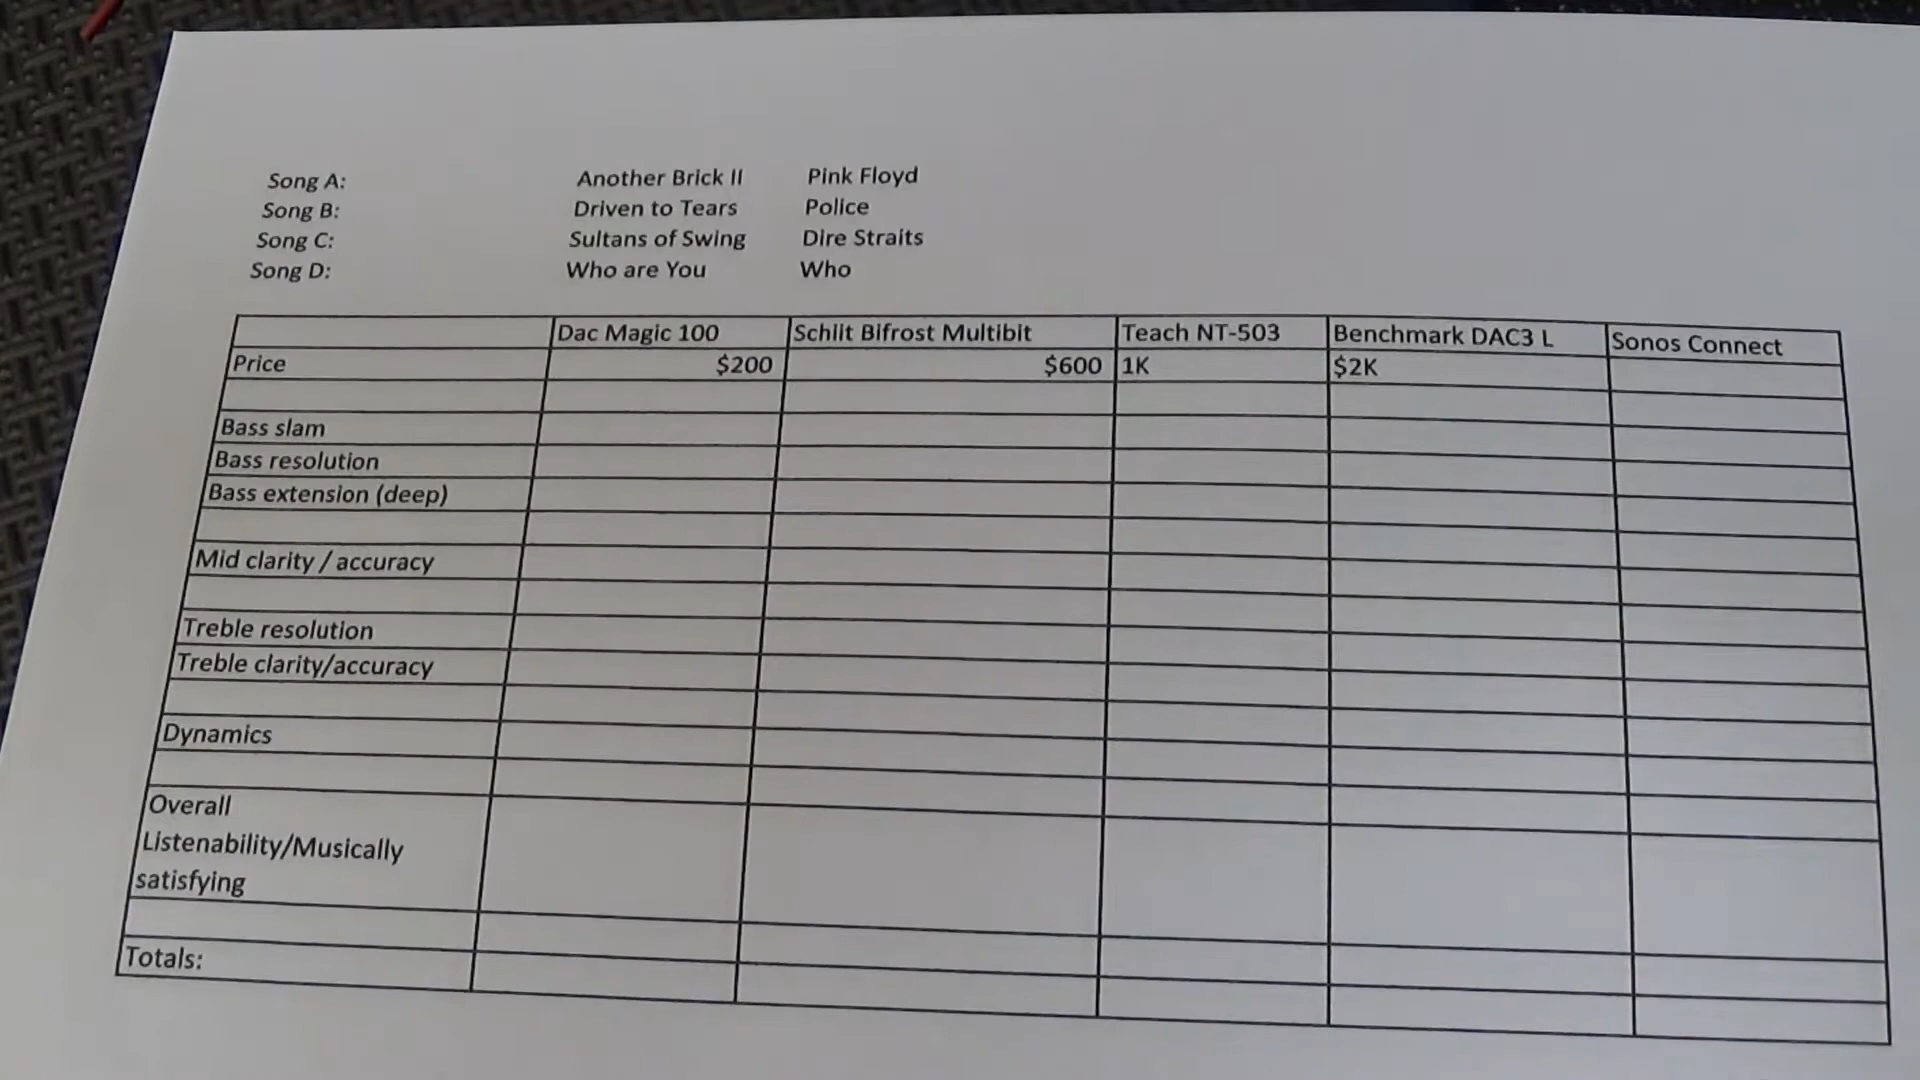 Song A: Another Brick II Pink Floyd
Song B: Driven to Tears Police
Song C: Sultans of Swing Dire Straits
Song D: Who are You Who
Dac Magic 100 Schiit Bifrost Multibit Teach NT-503 Benchmark DAC3 L Sonos Connect
Price $200 $600 1K $2K
Bass slam
Bass resolution
Bass extension (deep)
Mid clarity / accuracy
Treble resolution
Treble clarity/accuracy
Dynamics
Overall
Listenability/Musically
satisfying
Totals: